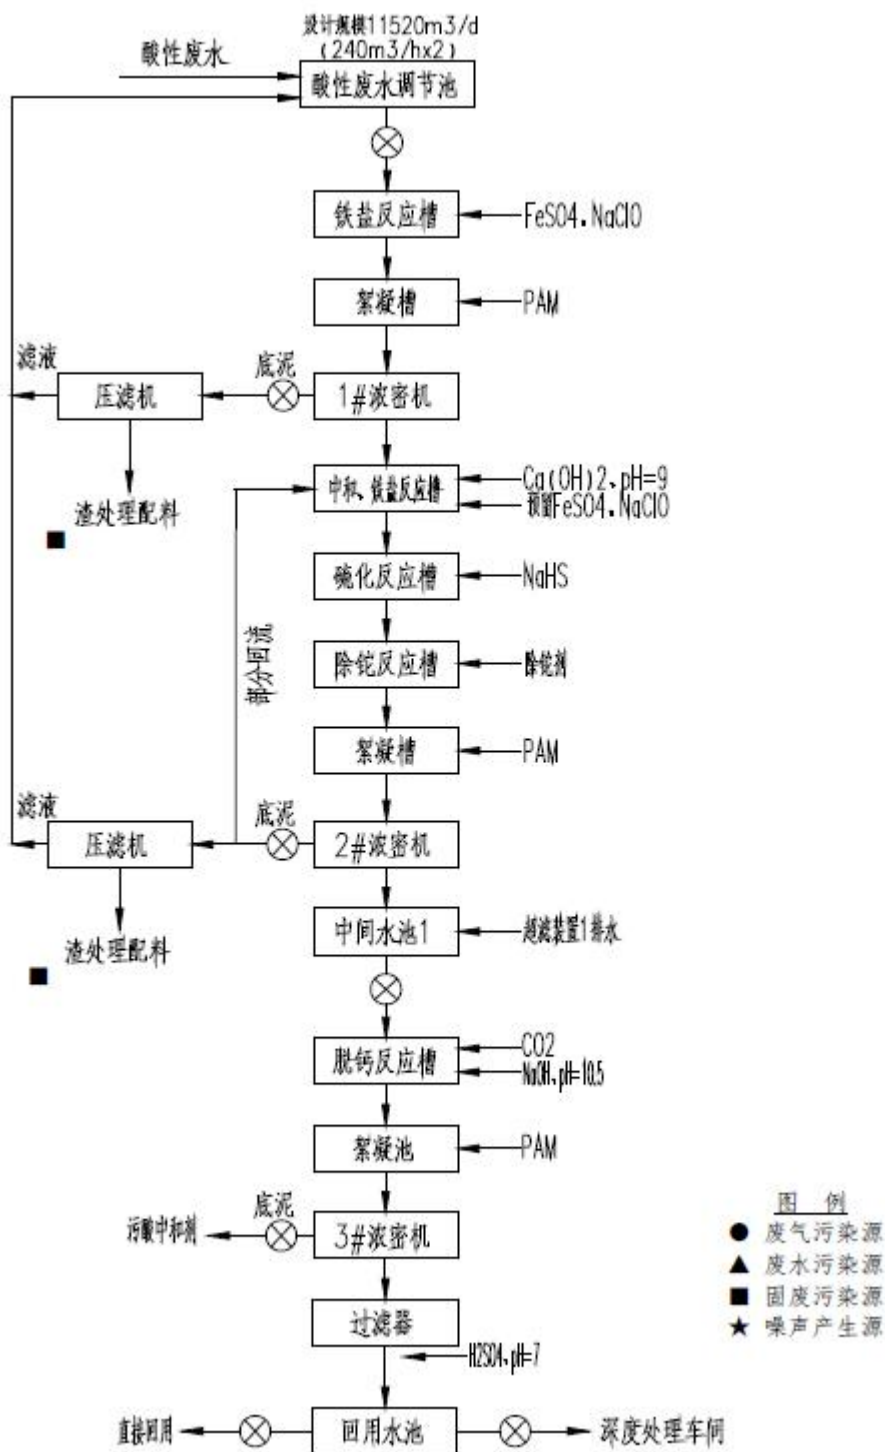 设计规模11520m3/d
(240m3/hx2)
酸性废水
酸性废水调节池
铁盐反应槽
FeSO4.NaClO
絮凝槽
PAM
滤液
压滤机
底泥
1#浓密机
渣处理配料
中和、铁盐反应槽
Ca(OH)2、pH=9
预留FeSO4.NaClO
硫化反应槽
NaHS
部分回流
除铊反应槽
除铊剂
絮凝槽
PAM
滤液
压滤机
底泥
2#浓密机
渣处理配料
中间水池1
超滤装置1排水
脱钙反应槽
CO2
NaOH、pH=10.5
絮凝池
PAM
污酸中和剂
底泥
3#浓密机
过滤器
H2SO4、pH=7
直接回用
回用水池
深度处理车间
图 例
废气污染源
废水污染源
固废污染源
噪声产生源